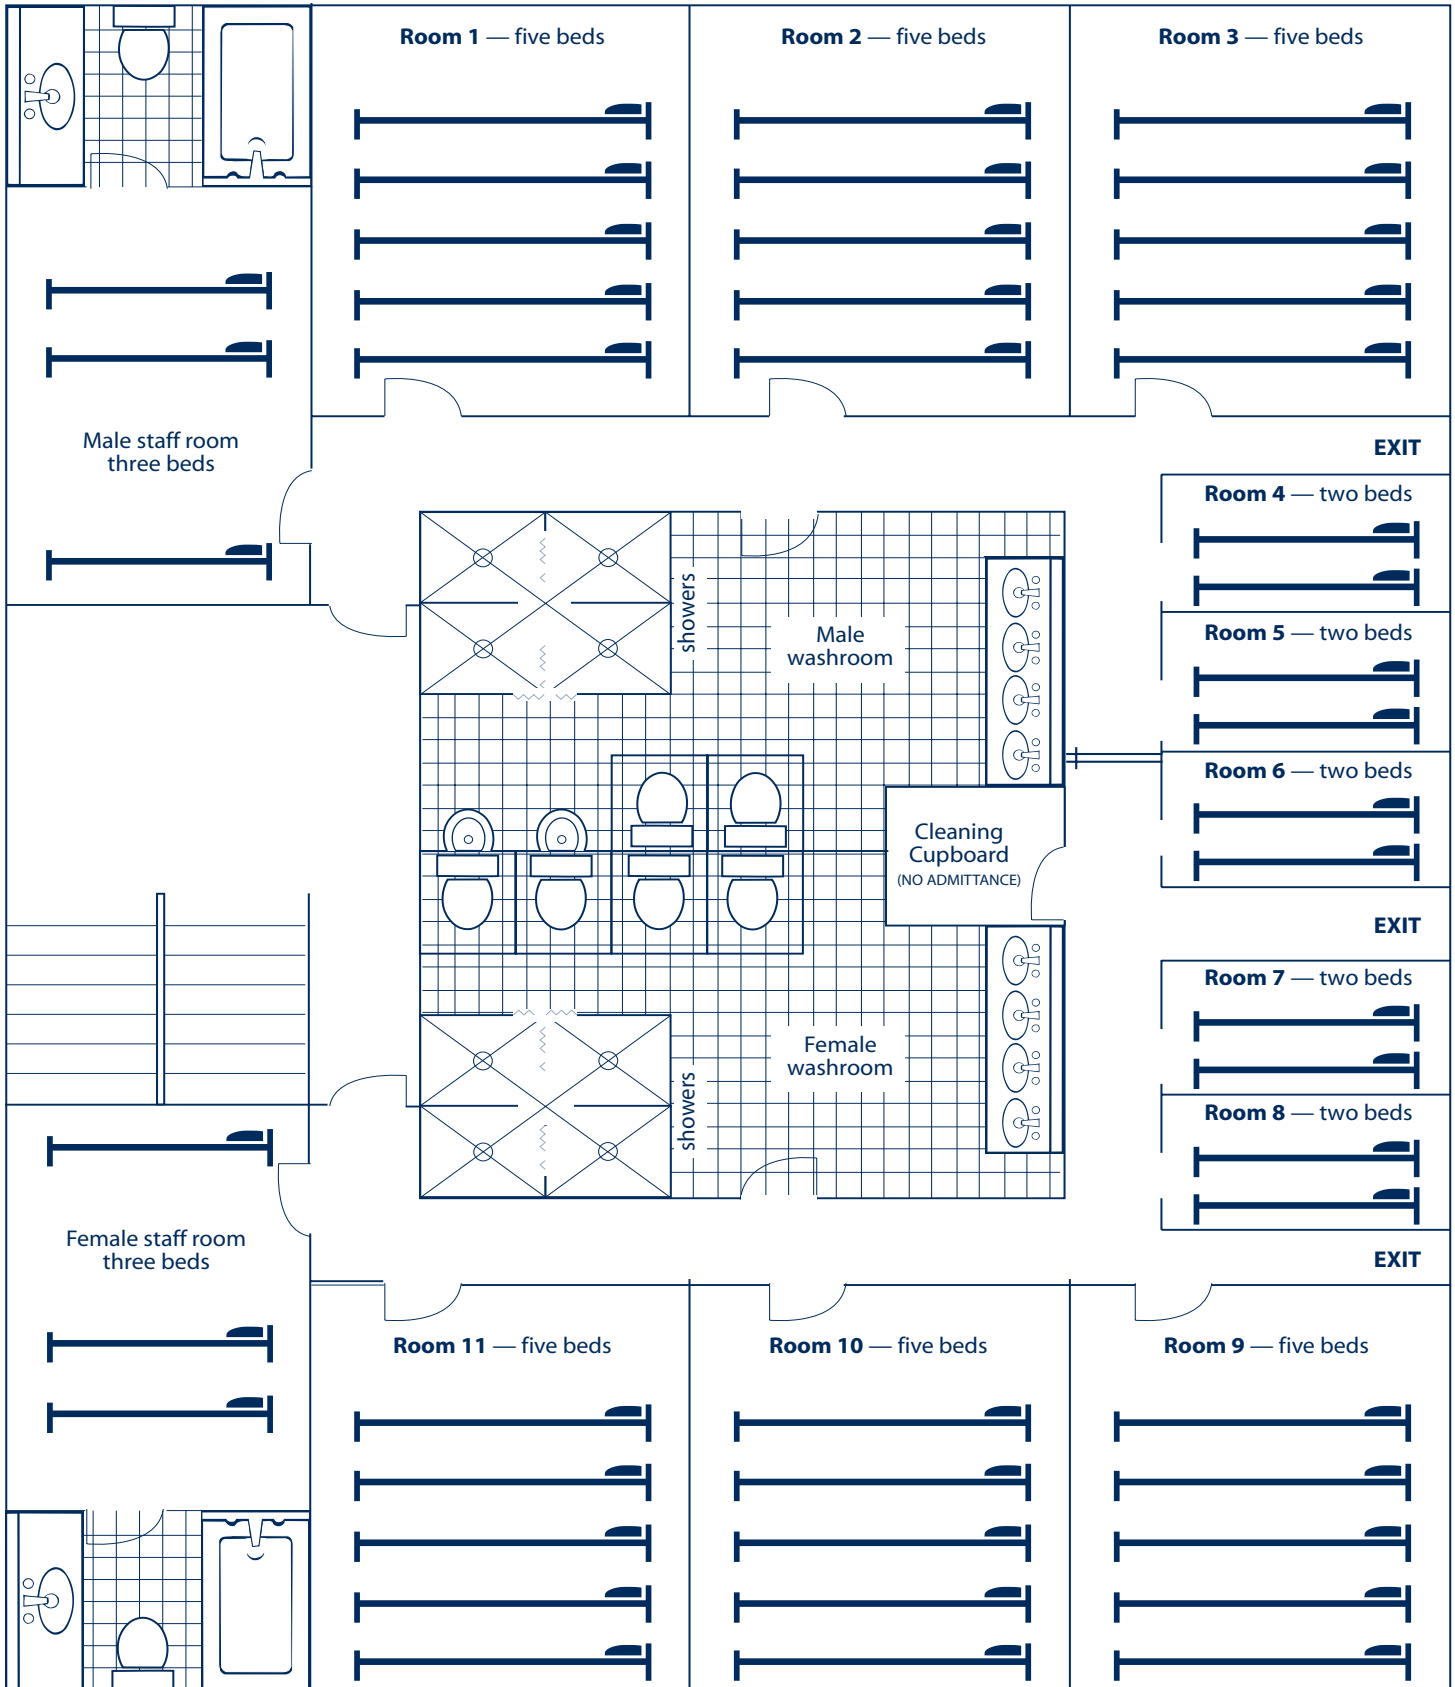 Room 1 — five beds
Room 2 — five beds
Room 3 — five beds
Male staff room
three beds
EXIT
Room 4 — two beds
Room 5 — two beds
showers
Male
washroom
Room 6 — two beds
Cleaning
Cupboard
(NO ADMITTANCE)
EXIT
Room 7 — two beds
Female
washroom
showers
Room 8 — two beds
Female staff room
three beds
EXIT
Room 11 — five beds
Room 10 — five beds
Room 9 — five beds